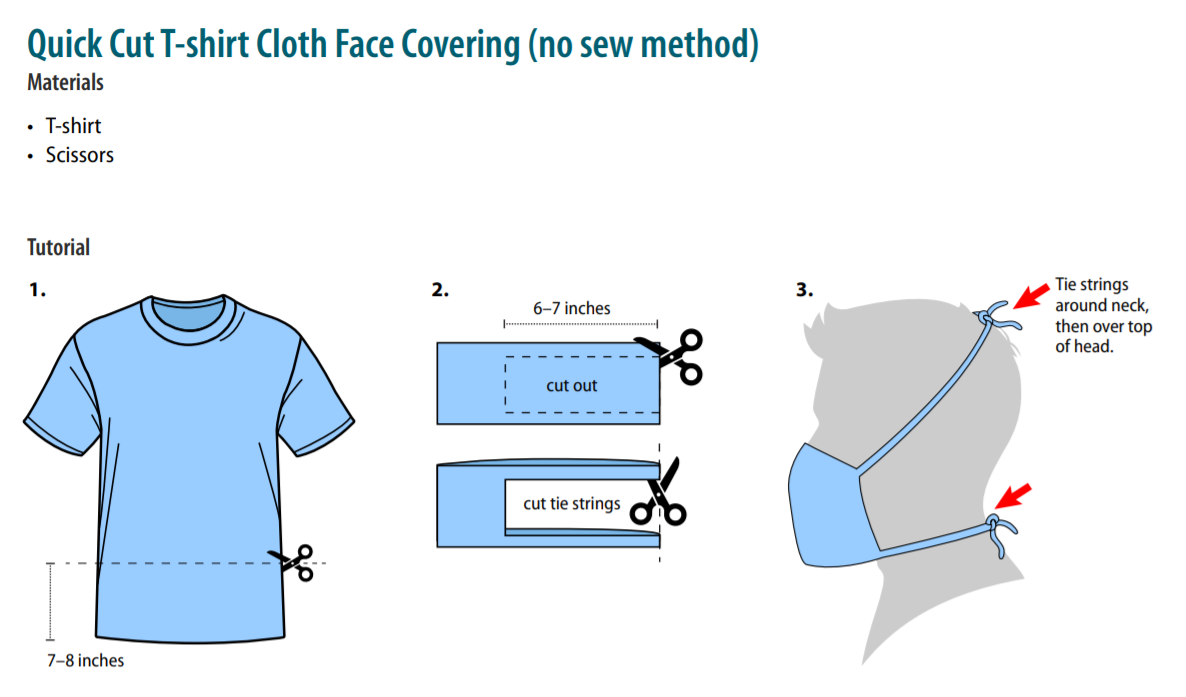 Quick Cut T-shirt Cloth Face Covering (no sew method)
Materials
• T-shirt
• Scissors
Tutorial
1.
7–8 inches
2.
6–7 inches
cut out
cut tie strings
3.
Tie strings
around neck,
then over top
of head.